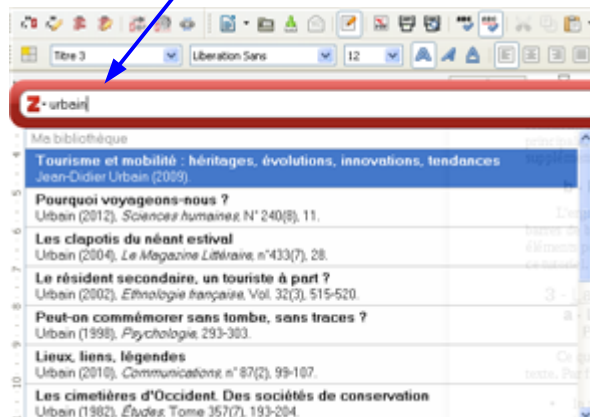 Titre 3 Liberation Sans 12
Z urbain
Ma bibliothèque
Tourisme et mobilité : héritages, évolutions, innovations, tendances
Jean-Didier Urbain (2009).
Pourquoi voyageons-nous ?
Urbain (2012), Sciences humaines, N° 240(8), 11.
Les clapotis du néant estival
Urbain (2004), Le Magazine Littéraire, n°433(7), 28.
Le résident secondaire, un touriste à part ?
Urbain (2002), Ethnologie française, Vol. 32(3), 515-520.
Peut-on commémorer sans tombe, sans traces ?
Urbain (1998), Psychologie, 293-303.
Lieux, liens, légendes
Urbain (2010), Communications, n° 87(2), 99-107.
Les cimetières d'Occident. Des sociétés de conservation
Urbain (1982), Études, Tome 357(7), 193-204.